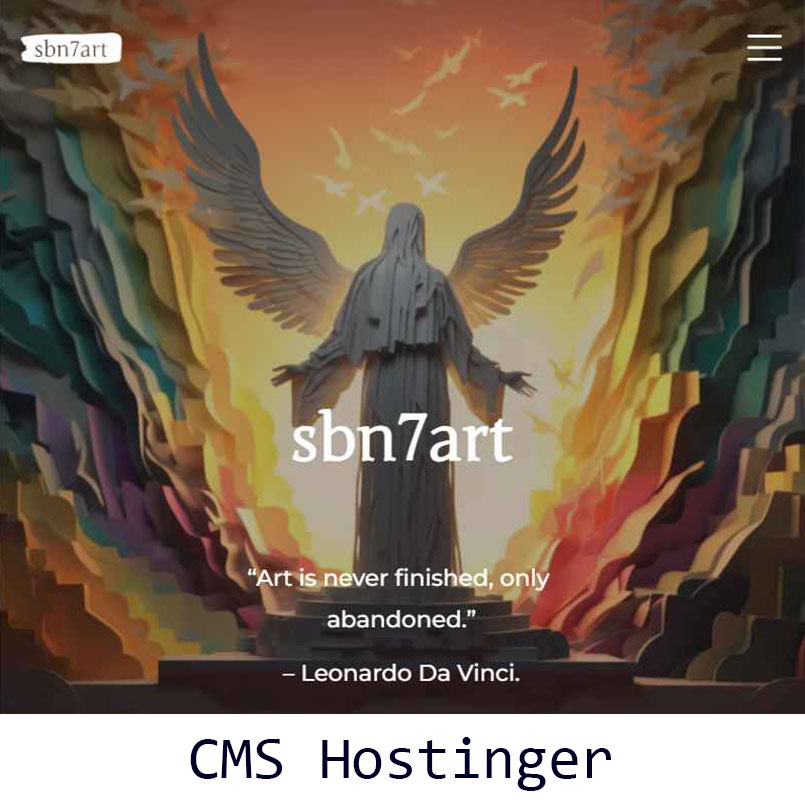 sbn7art
sbn7art
“Art is never finished, only
abandoned.”
– Leonardo Da Vinci.
CMS Hostinger